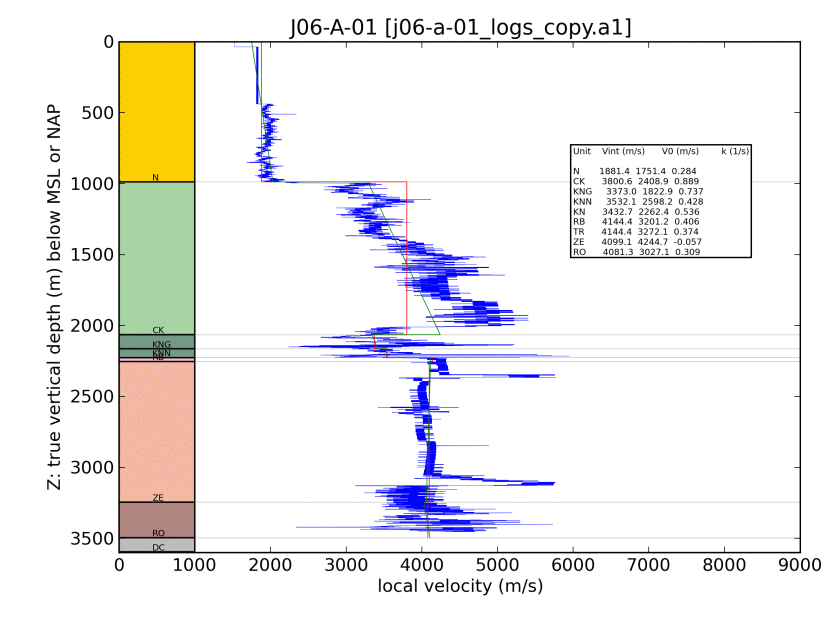 J06-A-01 [j06-a-01_logs_copy.a1]
Z: true vertical depth (m) below MSL or NAP
0
500
1000
1500
2000
2500
3000
3500
N
CK
KNG
KNN
ZE
RO
DC
Unit Vint (m/s) V0 (m/s) k (1/s)
N 1881.4 1751.4 0.284
CK 3800.6 2408.9 0.889
KNG 3373.0 1822.9 0.737
KNN 3532.1 2598.2 0.428
KN 3432.7 2262.4 0.536
RB 4144.4 3201.2 0.406
TR 4144.4 3272.1 0.374
ZE 4099.1 4244.7 -0.057
RO 4081.3 3027.1 0.309
0 1000 2000 3000 4000 5000 6000 7000 8000 9000
local velocity (m/s)